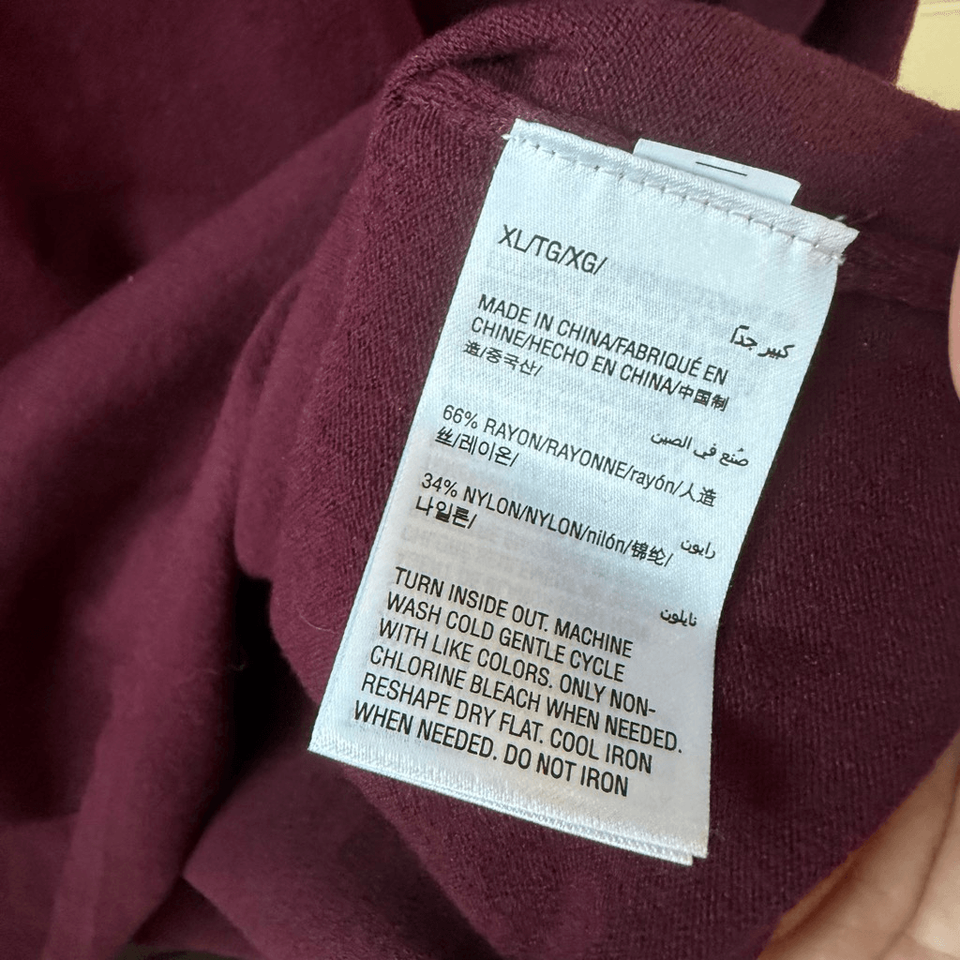 XL/TG/XG/
كبير جدًا
MADE IN CHINA/FABRIQUÉ EN
CHINE/HECHO EN CHINA/中国制
造/중국산/
صُنع في الصين
66% RAYON/RAYONNE/rayón/人造
丝/레이온/
رايون
34% NYLON/NYLON/nilón/锦纶/
나일론/
نايلون
TURN INSIDE OUT. MACHINE
WASH COLD GENTLE CYCLE
WITH LIKE COLORS. ONLY NON-
CHLORINE BLEACH WHEN NEEDED.
RESHAPE DRY FLAT. COOL IRON
WHEN NEEDED. DO NOT IRON